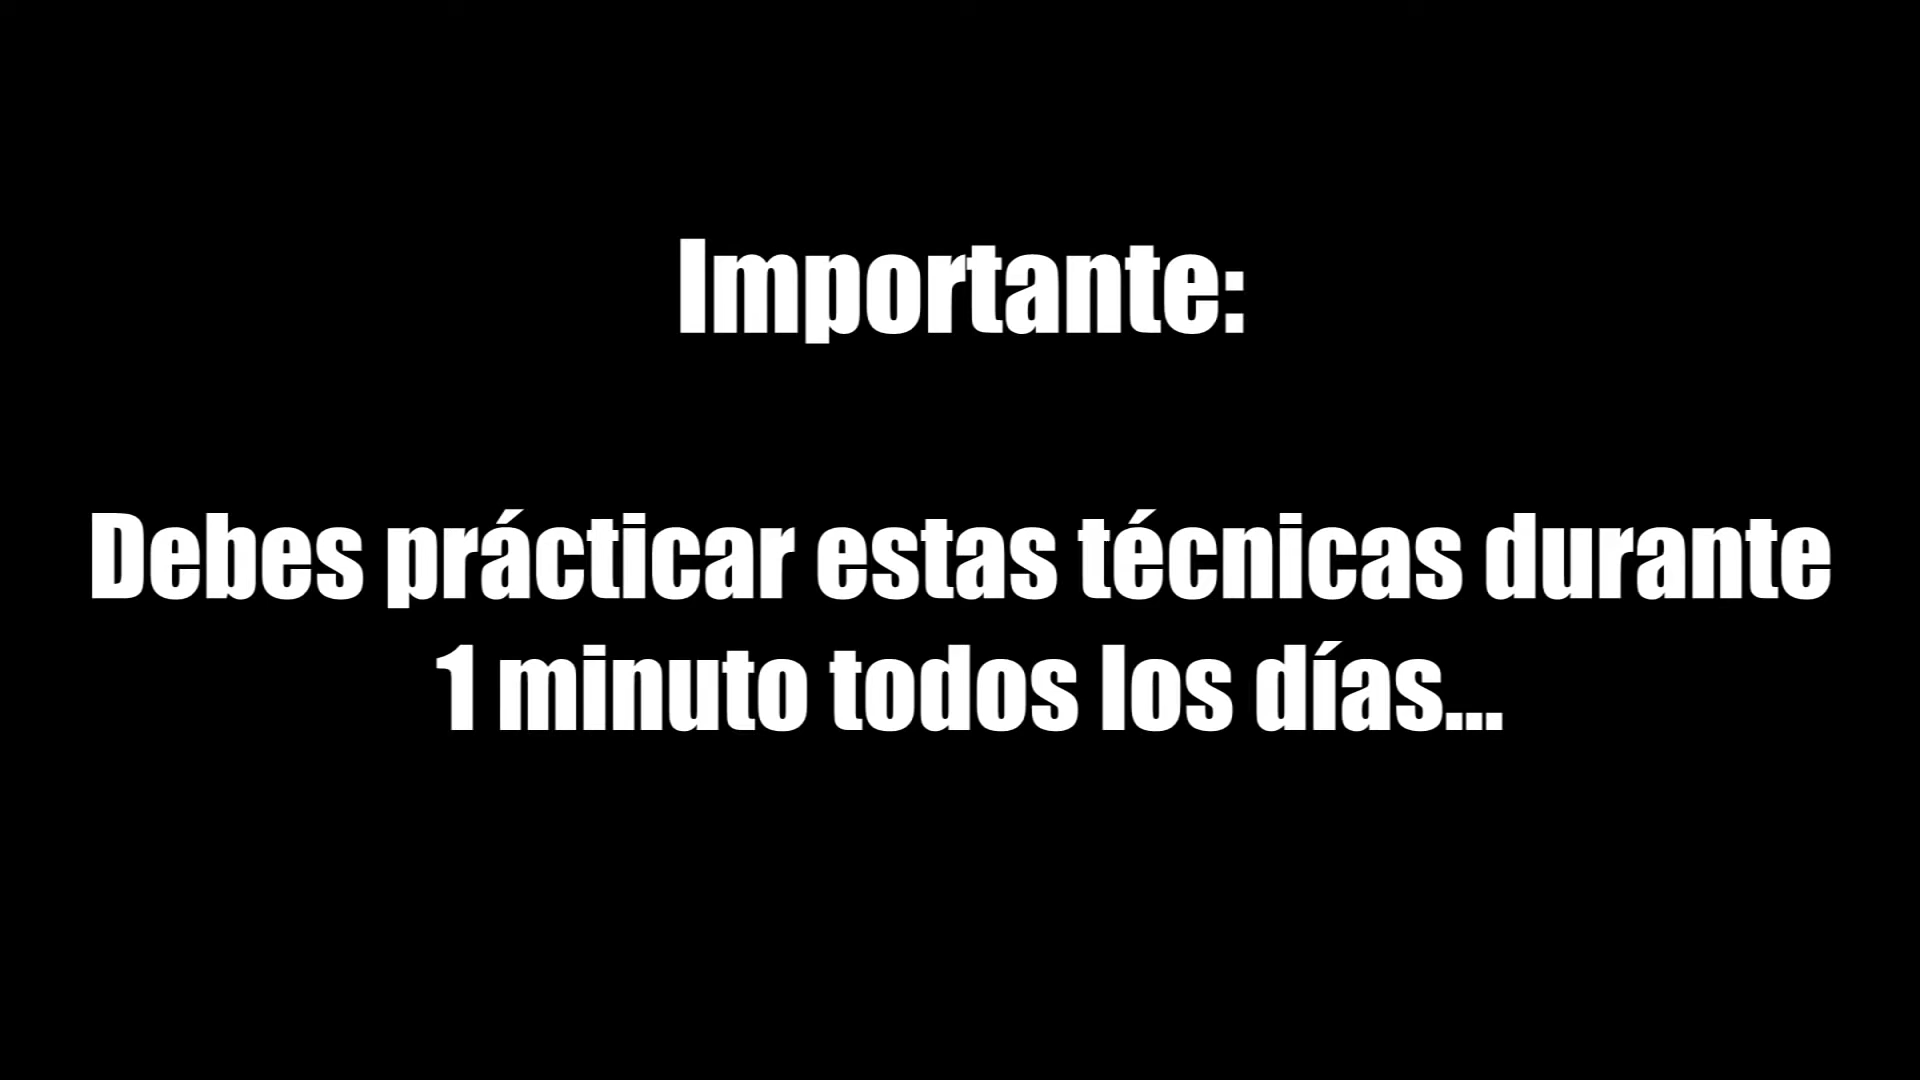 Importante:
Debes prácticar estas técnicas durante
1 minuto todos los días...